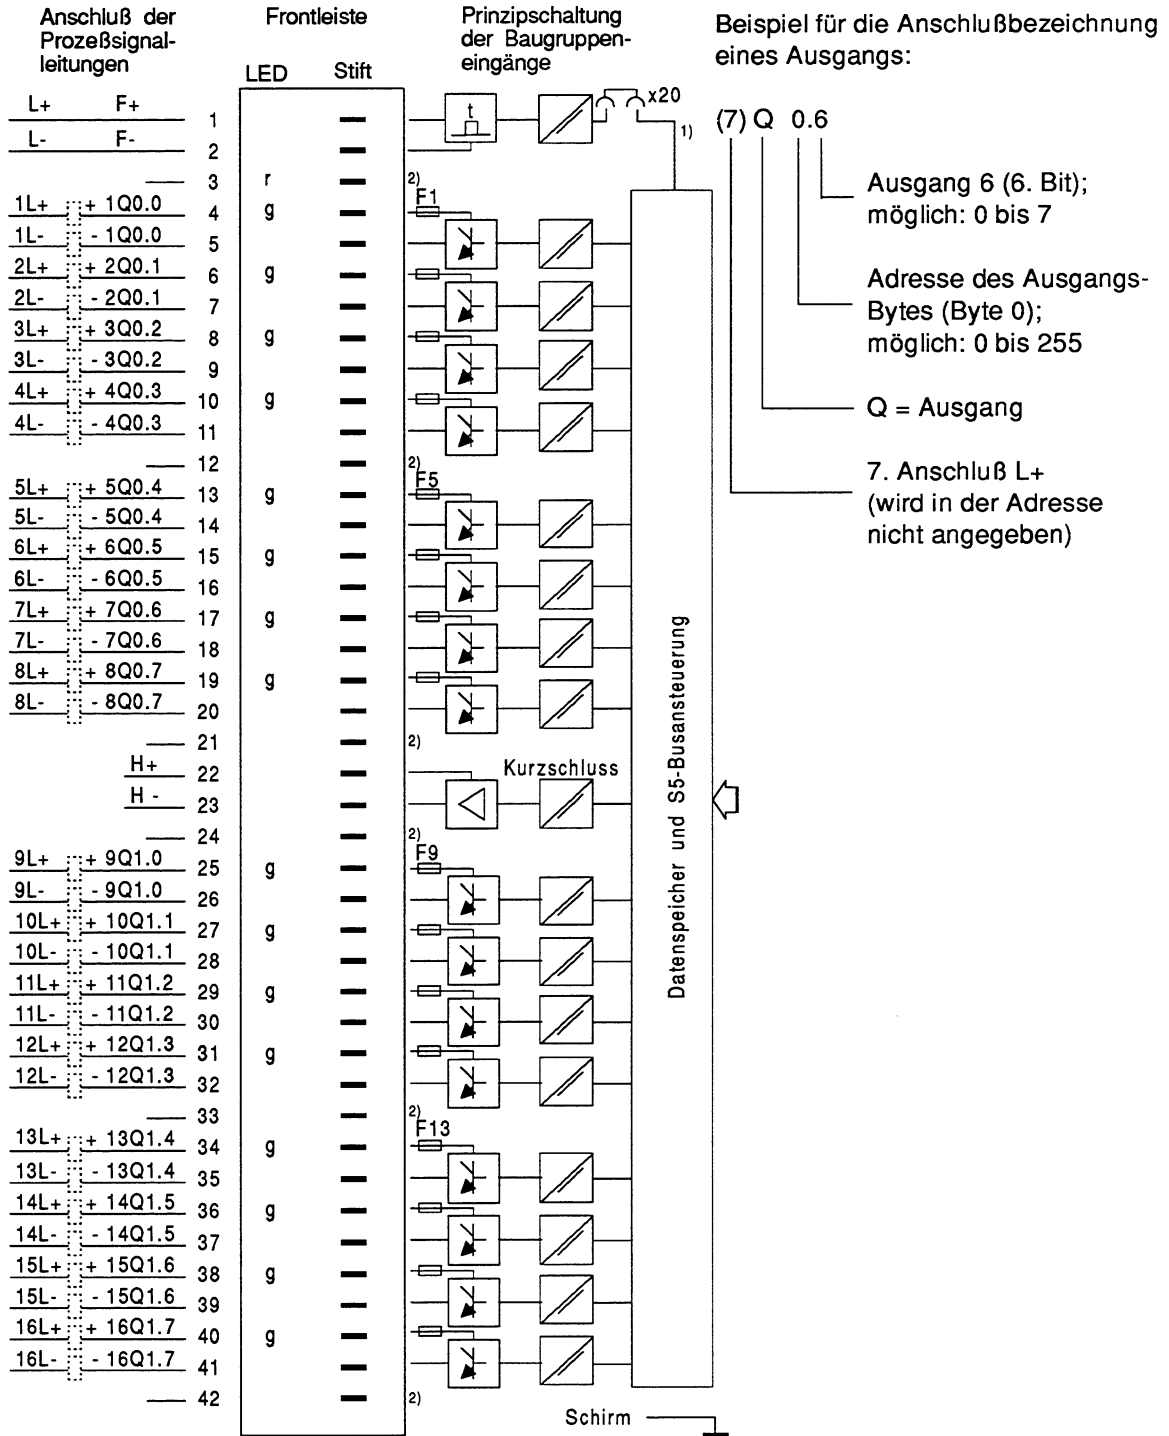 Anschluß der
Prozeßsignal-
leitungen
Frontleiste
LED Stift
Prinzipschaltung
der Baugruppen-
eingänge
Beispiel für die Anschlußbezeichnung
eines Ausgangs:
(7) Q 0.6
Ausgang 6 (6. Bit);
möglich: 0 bis 7
Adresse des Ausgangs-
Bytes (Byte 0);
möglich: 0 bis 255
Q = Ausgang
7. Anschluß L+
(wird in der Adresse
nicht angegeben)
x20
1)
t
L+ F+ 1
L- F- 2
3 r 2)
1L+ + 1Q0.0 4 g F1
1L- - 1Q0.0 5
2L+ + 2Q0.1 6 g
2L- - 2Q0.1 7
3L+ + 3Q0.2 8 g
3L- - 3Q0.2 9
4L+ + 4Q0.3 10 g
4L- - 4Q0.3 11
12 2)
5L+ + 5Q0.4 13 g F5
5L- - 5Q0.4 14
6L+ + 6Q0.5 15 g
6L- - 6Q0.5 16
7L+ + 7Q0.6 17 g
7L- - 7Q0.6 18
8L+ + 8Q0.7 19 g
8L- - 8Q0.7 20
21 2)
H+ 22 Kurzschluss
H - 23
24 2)
9L+ + 9Q1.0 25 g F9
9L- - 9Q1.0 26
10L+ + 10Q1.1 27 g
10L- - 10Q1.1 28
11L+ + 11Q1.2 29 g
11L- - 11Q1.2 30
12L+ + 12Q1.3 31 g
12L- - 12Q1.3 32
33 2)
13L+ + 13Q1.4 34 g F13
13L- - 13Q1.4 35
14L+ + 14Q1.5 36 g
14L- - 14Q1.5 37
15L+ + 15Q1.6 38 g
15L- - 15Q1.6 39
16L+ + 16Q1.7 40 g
16L- - 16Q1.7 41
42 2)
Datenspeicher und S5-Busansteuerung
Schirm